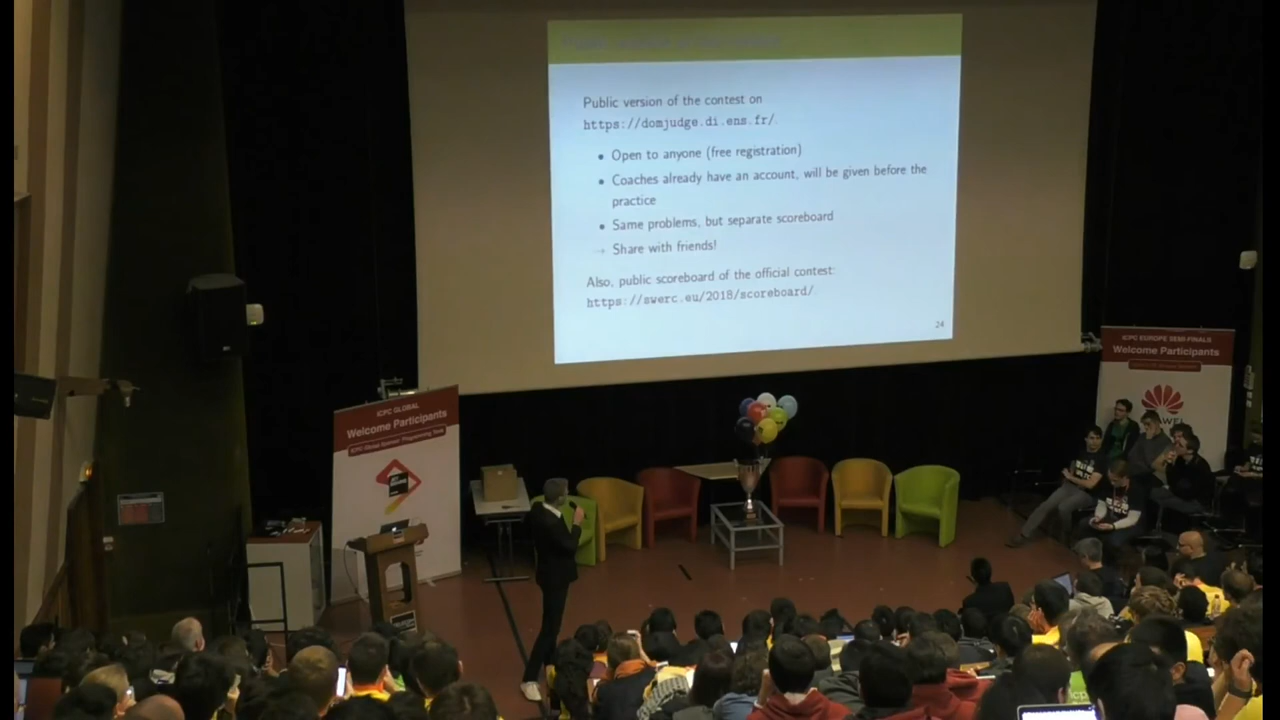 Public version of the contest on
https://domjudge.di.ens.fr/.
• Open to anyone (free registration)
• Coaches already have an account, will be given before the
practice
• Same problems, but separate scoreboard
→ Share with friends!
Also, public scoreboard of the official contest:
https://swerc.eu/2018/scoreboard/
24
ICPC GLOBAL
Welcome Participants
ICPC EUROPE SEMI-FINALS
Welcome Participants